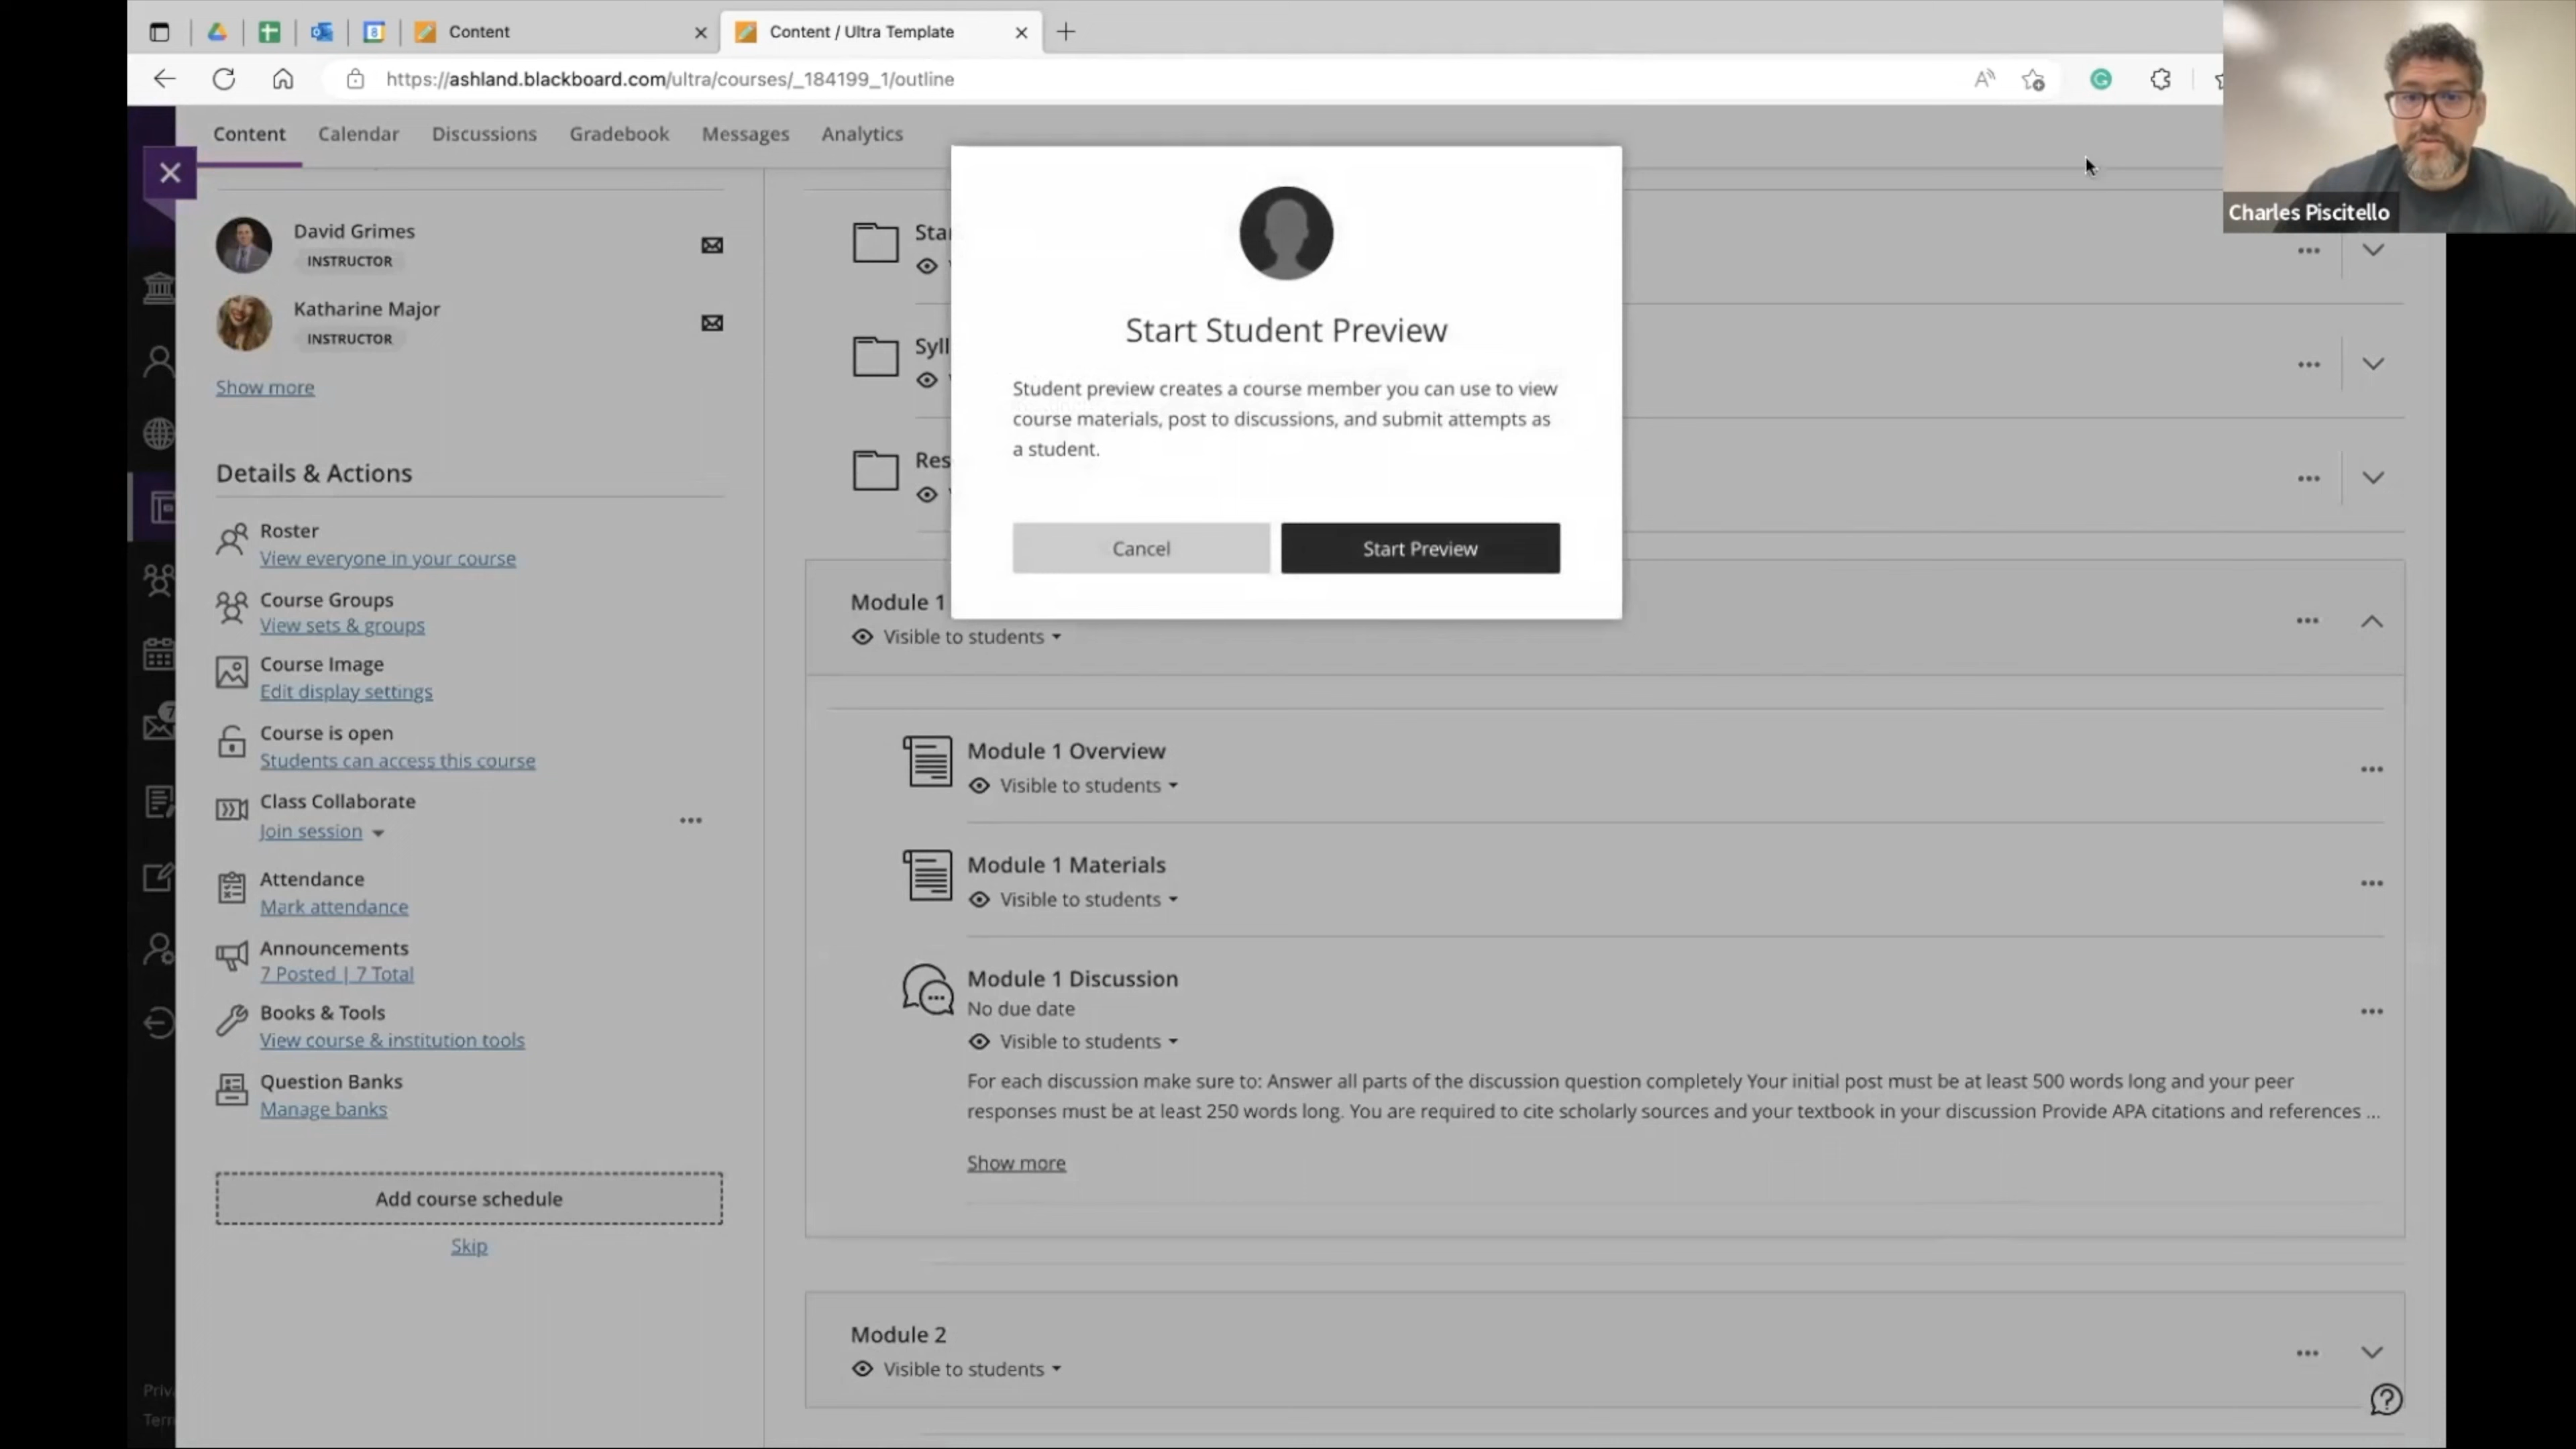 Content
Content / Ultra Template
https://ashland.blackboard.com/ultra/courses/_184199_1/outline
Charles Piscitello
Content
Calendar
Discussions
Gradebook
Messages
Analytics
David Grimes
INSTRUCTOR
Katharine Major
INSTRUCTOR
Show more
Details & Actions
Roster
View everyone in your course
Course Groups
View sets & groups
Course Image
Edit display settings
Course is open
Students can access this course
Class Collaborate
Join session
Attendance
Mark attendance
Announcements
7 Posted | 7 Total
Books & Tools
View course & institution tools
Question Banks
Manage banks
Add course schedule
Skip
7
Start Student Preview
Student preview creates a course member you can use to view
course materials, post to discussions, and submit attempts as
a student.
Cancel
Start Preview
Module 1
Visible to students
Module 1 Overview
Visible to students
Module 1 Materials
Visible to students
Module 1 Discussion
No due date
Visible to students
For each discussion make sure to: Answer all parts of the discussion question completely Your initial post must be at least 500 words long and your peer
responses must be at least 250 words long. You are required to cite scholarly sources and your textbook in your discussion Provide APA citations and references ...
Show more
Module 2
Visible to students